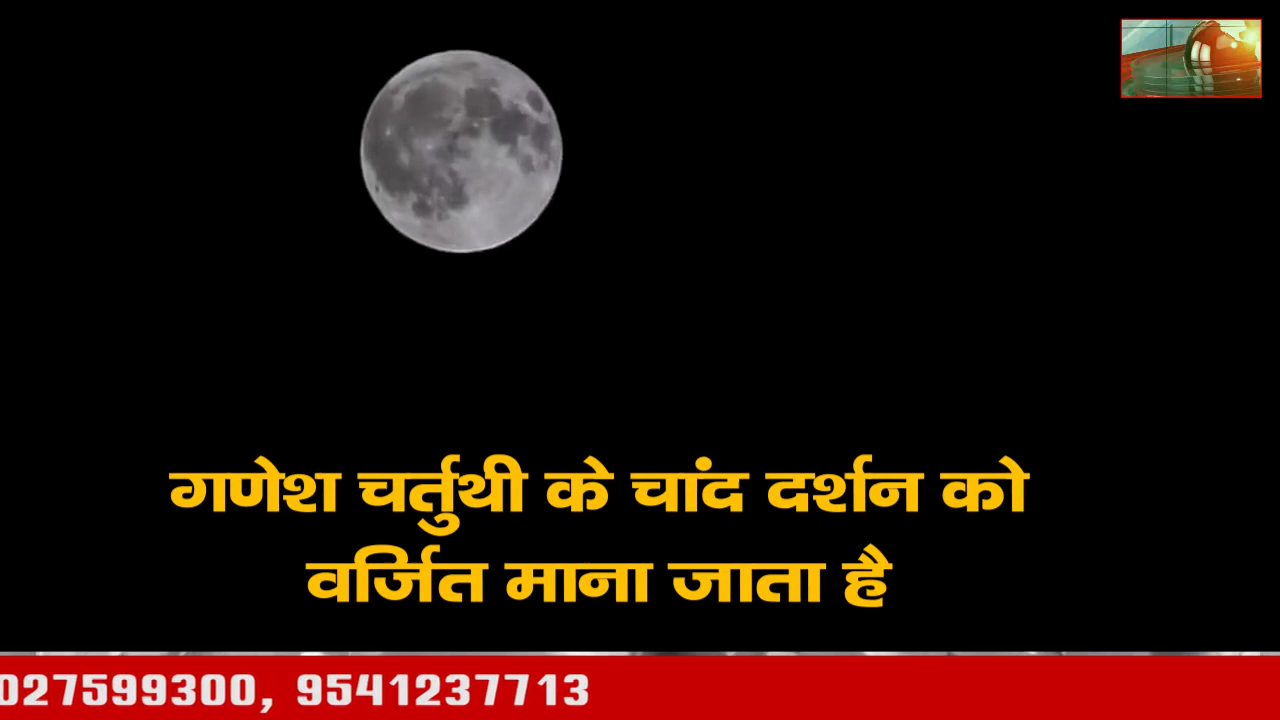 गणेश चर्तुथी के चांद दर्शन को
वर्जित माना जाता है
027599300, 9541237713